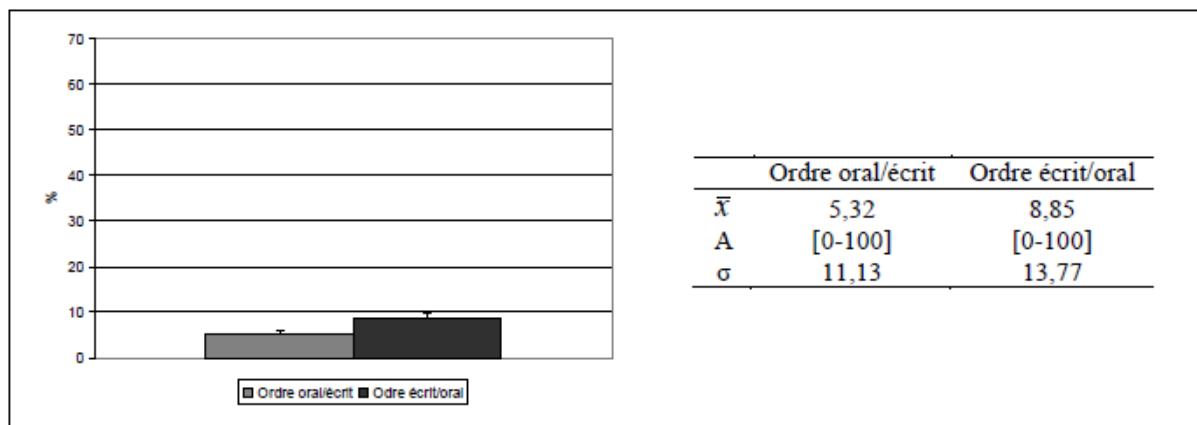 70
60
50
40
30
20
10
0
%
Ordre oral/écrit Odre écrit/oral
Ordre oral/écrit Ordre écrit/oral
x̄ 5,32 8,85
A [0-100] [0-100]
σ 11,13 13,77